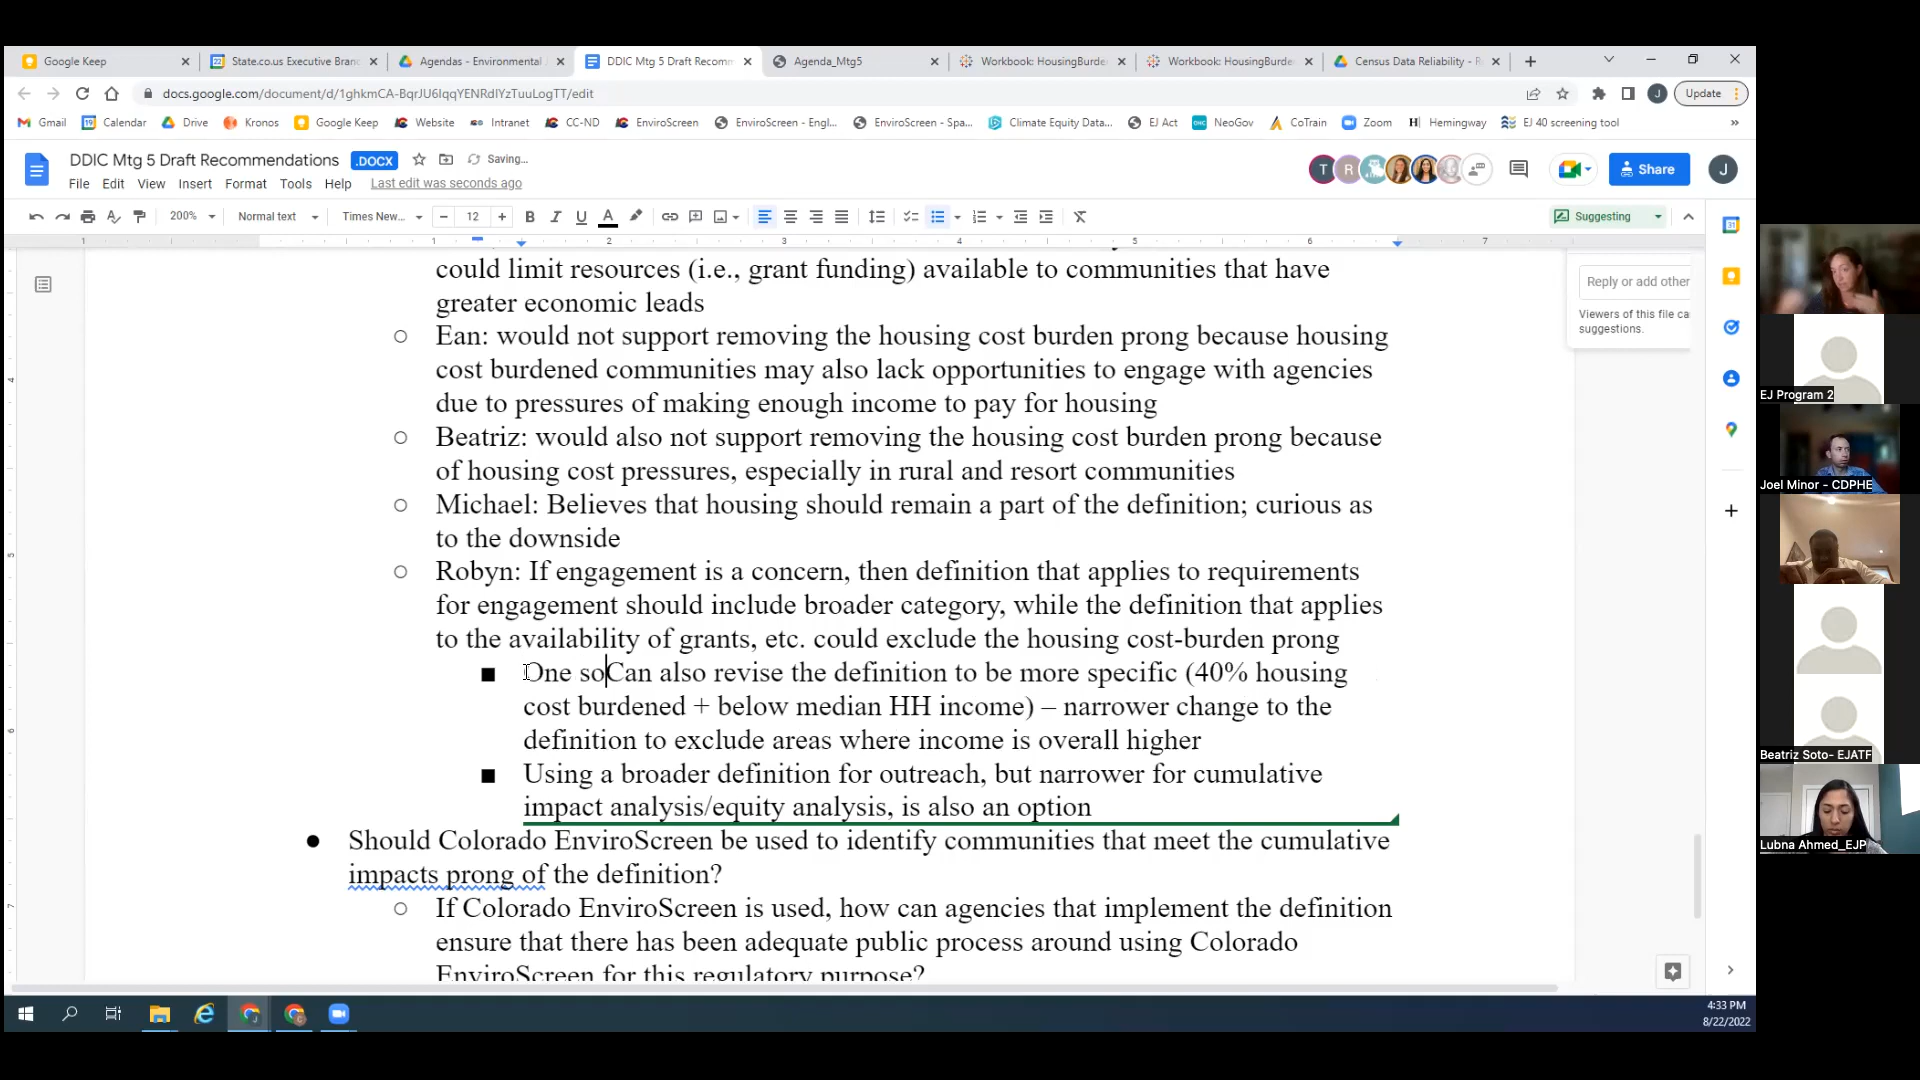 Google Keep
State.co.us Executive Bran
Agendas - Environmental J
DDIC Mtg 5 Draft Recomm
Agenda_Mtg5
Workbook: HousingBurde
Workbook: HousingBurde
Census Data Reliability - R
docs.google.com/document/d/1ghkmCA-BqrJU6IqqYENRdIYzTuuLogTT/edit
Update
Gmail
Calendar
Drive
Kronos
Google Keep
Website
Intranet
CC-ND
EnviroScreen
EnviroScreen - Engl...
EnviroScreen - Spa...
Climate Equity Data...
EJ Act
NeoGov
CoTrain
Zoom
Hemingway
EJ 40 screening tool
DDIC Mtg 5 Draft Recommendations .DOCX Saving...
File Edit View Insert Format Tools Help Last edit was seconds ago
Share
200% Normal text Times New... 12 Suggesting
could limit resources (i.e., grant funding) available to communities that have
greater economic leads
Ean: would not support removing the housing cost burden prong because housing
cost burdened communities may also lack opportunities to engage with agencies
due to pressures of making enough income to pay for housing
Beatriz: would also not support removing the housing cost burden prong because
of housing cost pressures, especially in rural and resort communities
Michael: Believes that housing should remain a part of the definition; curious as
to the downside
Robyn: If engagement is a concern, then definition that applies to requirements
for engagement should include broader category, while the definition that applies
to the availability of grants, etc. could exclude the housing cost-burden prong
One soCan also revise the definition to be more specific (40% housing
cost burdened + below median HH income) – narrower change to the
definition to exclude areas where income is overall higher
Using a broader definition for outreach, but narrower for cumulative
impact analysis/equity analysis, is also an option
Should Colorado EnviroScreen be used to identify communities that meet the cumulative
impacts prong of the definition?
If Colorado EnviroScreen is used, how can agencies that implement the definition
ensure that there has been adequate public process around using Colorado
EnviroScreen for this regulatory purpose?
Reply or add other
Viewers of this file ca
suggestions.
EJ Program 2
Joel Minor - CDPHE
Beatriz Soto- EJATF
Lubna Ahmed_EJP
4:33 PM
8/22/2022